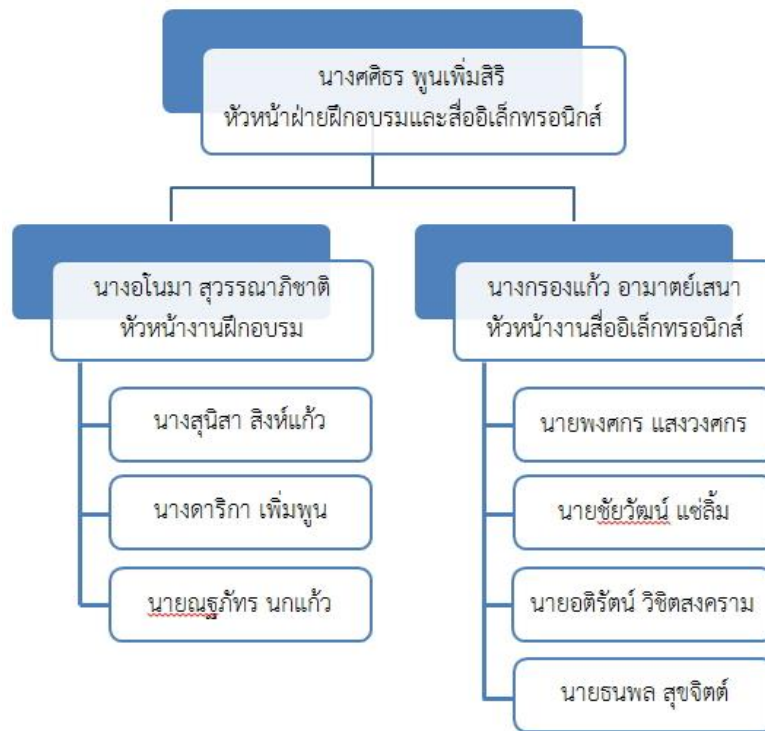 นางศศิธร พูนเพิ่มสิริ
หัวหน้าฝ่ายฝึกอบรมและสื่ออิเล็กทรอนิกส์
นางอโนมา สุวรรณาภิชาติ
หัวหน้างานฝึกอบรม
นางสุนิสา สิงห์แก้ว
นางดาริกา เพิ่มพูน
นายณฐภัทร นกแก้ว
นางกรองแก้ว อามาตย์เสนา
หัวหน้างานสื่ออิเล็กทรอนิกส์
นายพงศกร แสงวงศกร
นายชัยวัฒน์ แซ่ลิ้ม
นายอติรัตน์ วิชิตสงคราม
นายธนพล สุขจิตต์